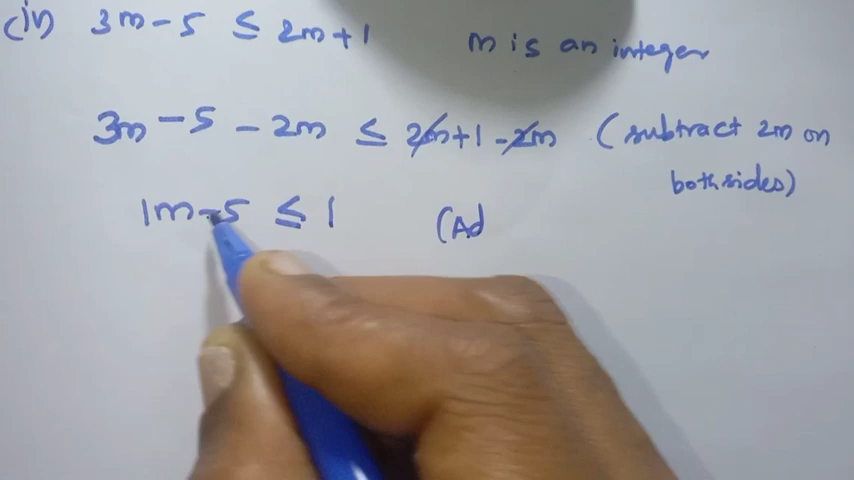 (iv) 3m - 5 ≤ 2m + 1 m is an integer
3m - 5 - 2m ≤ 2m + 1 - 2m (subtract 2m on
both sides)
1m - 5 ≤ 1 (Ad